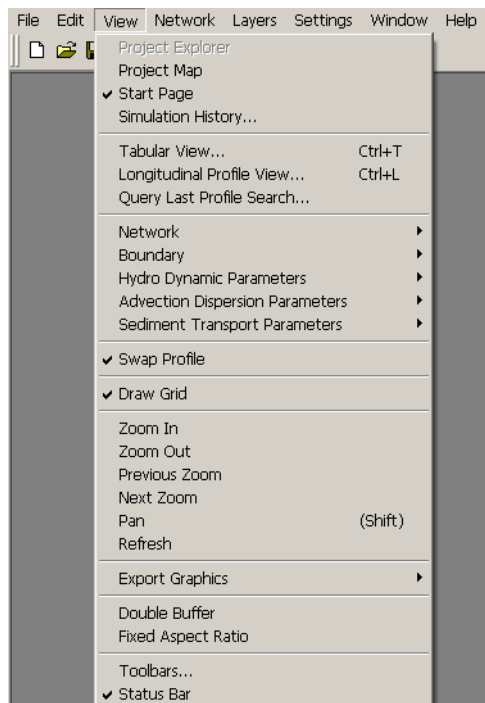 File Edit View Network Layers Settings Window Help
Project Explorer
Project Map
Start Page
Simulation History...
Tabular View... Ctrl+T
Longitudinal Profile View... Ctrl+L
Query Last Profile Search...
Network
Boundary
Hydro Dynamic Parameters
Advection Dispersion Parameters
Sediment Transport Parameters
Swap Profile
Draw Grid
Zoom In
Zoom Out
Previous Zoom
Next Zoom
Pan (Shift)
Refresh
Export Graphics
Double Buffer
Fixed Aspect Ratio
Toolbars...
Status Bar